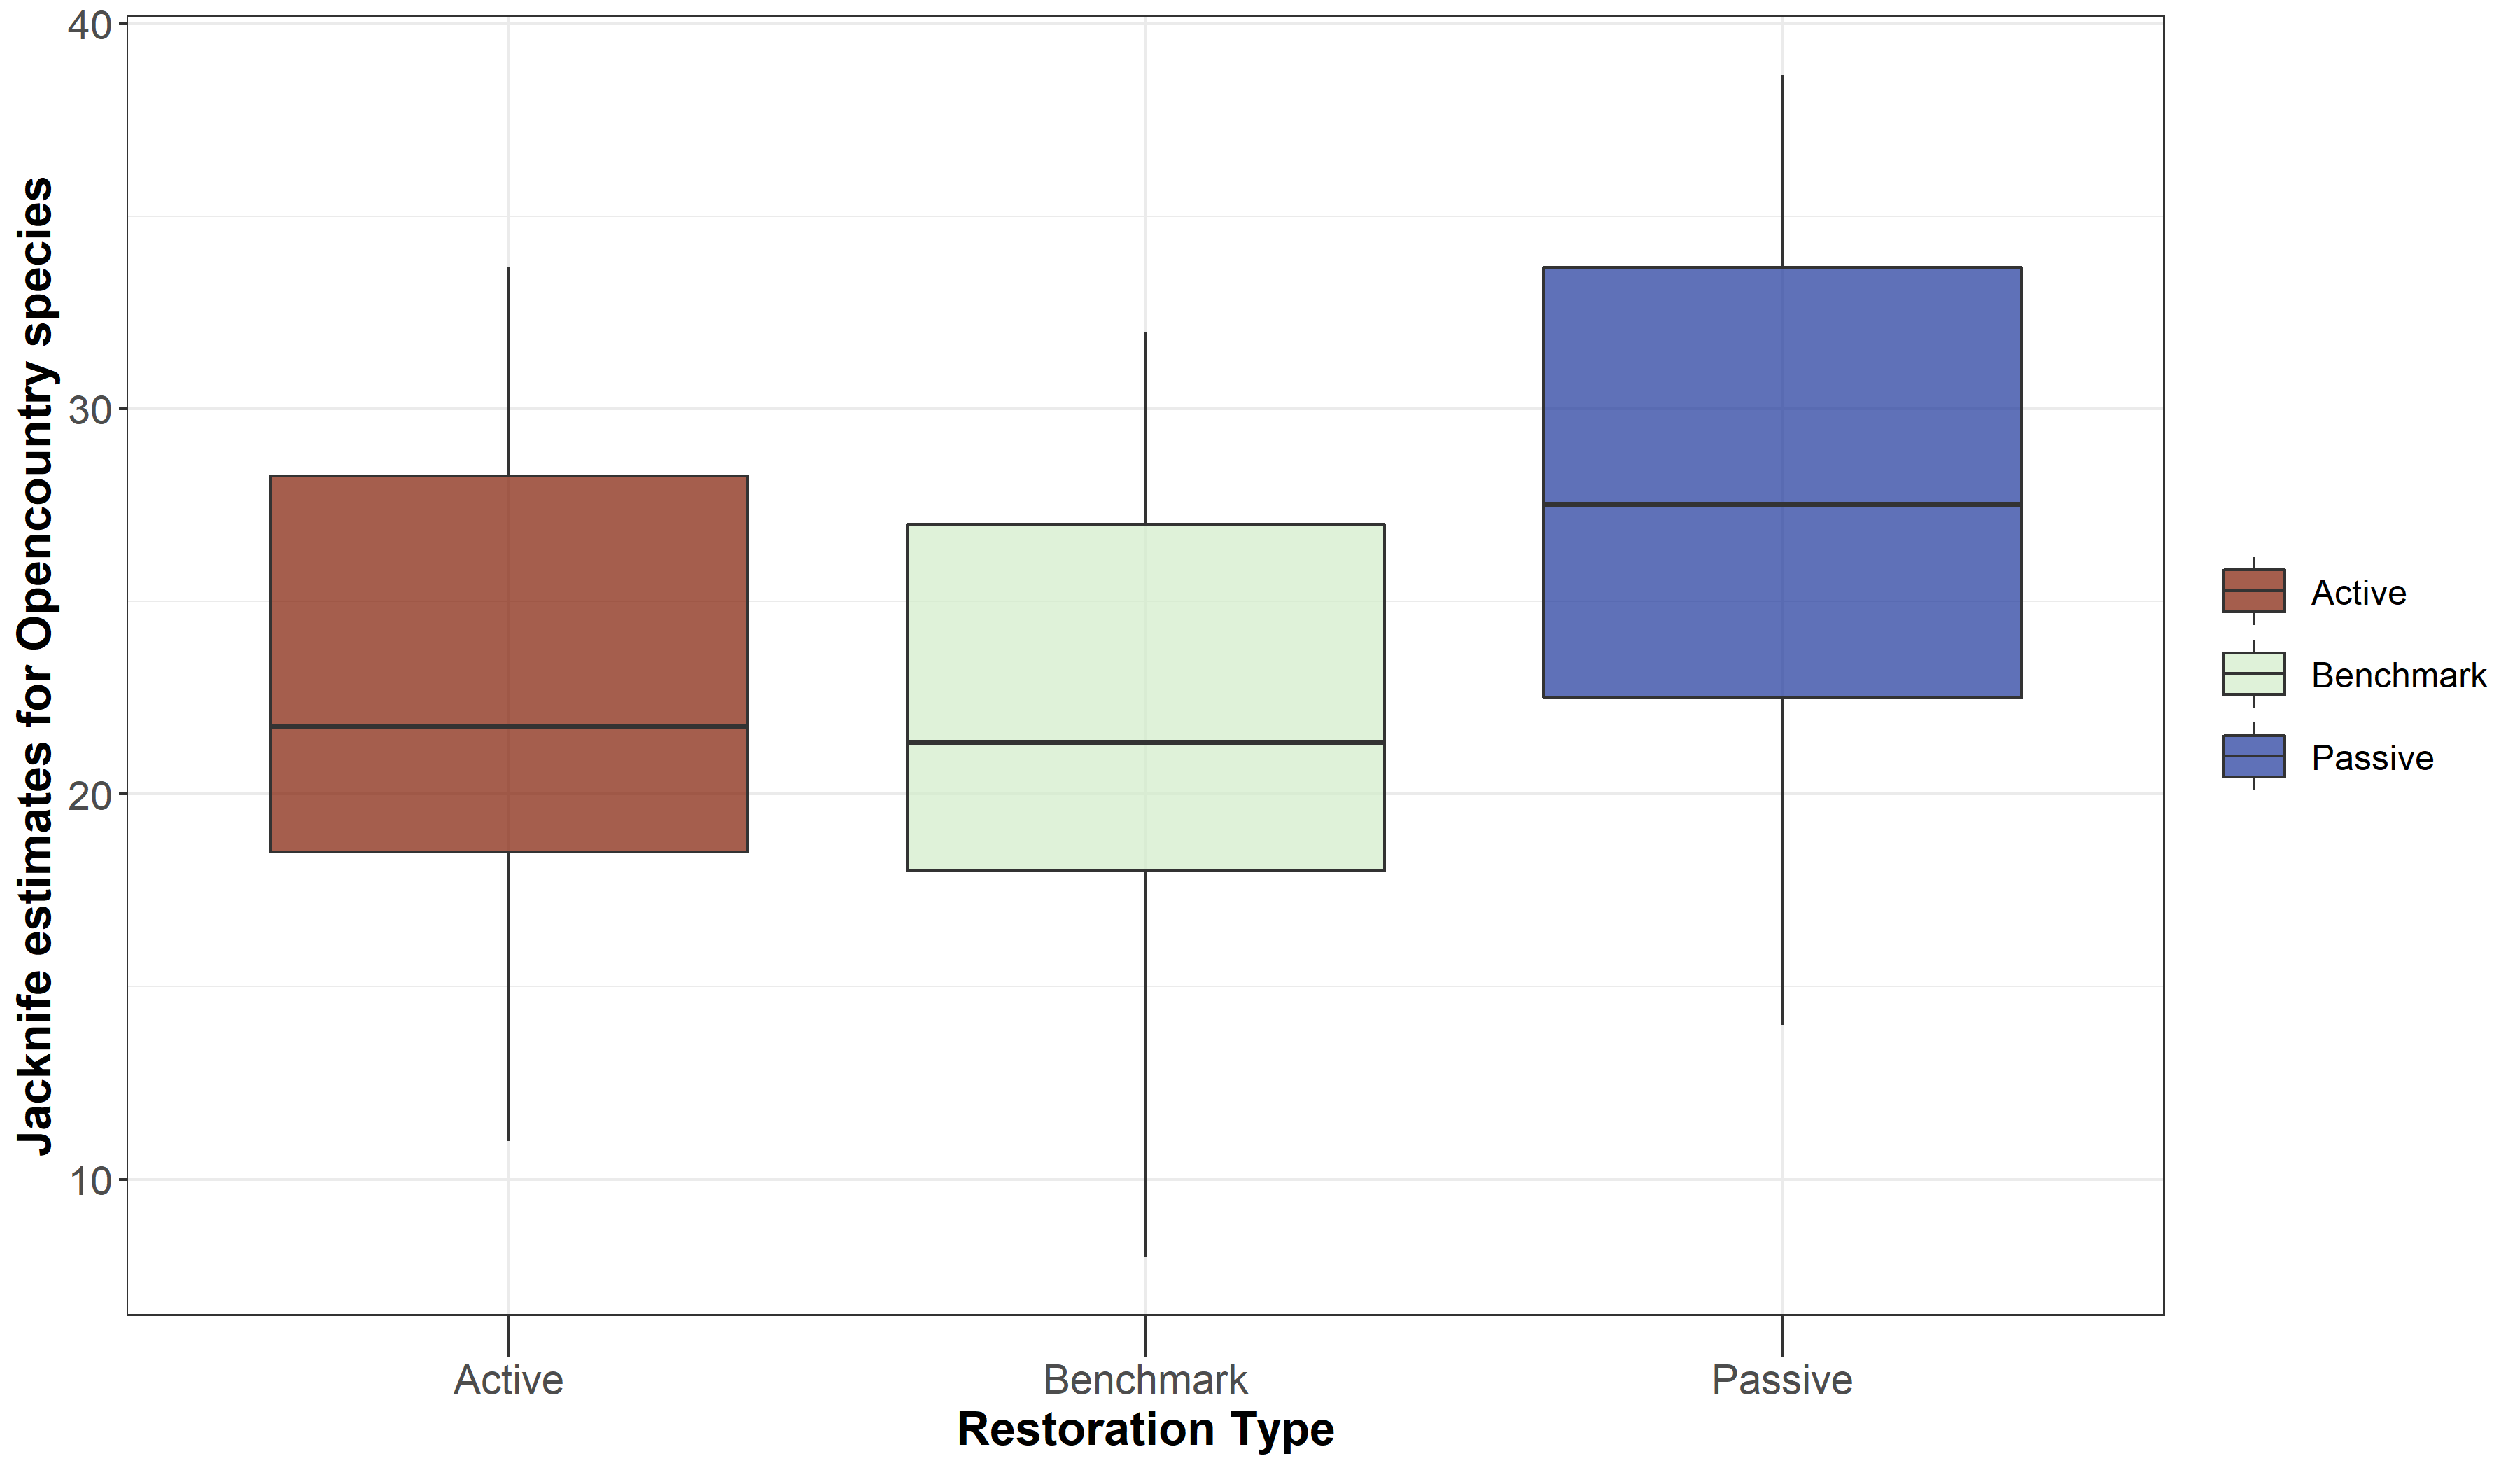 Jacknife estimates for Opencountry species
40
30
20
10
Active
Benchmark
Passive
Restoration Type
Active
Benchmark
Passive